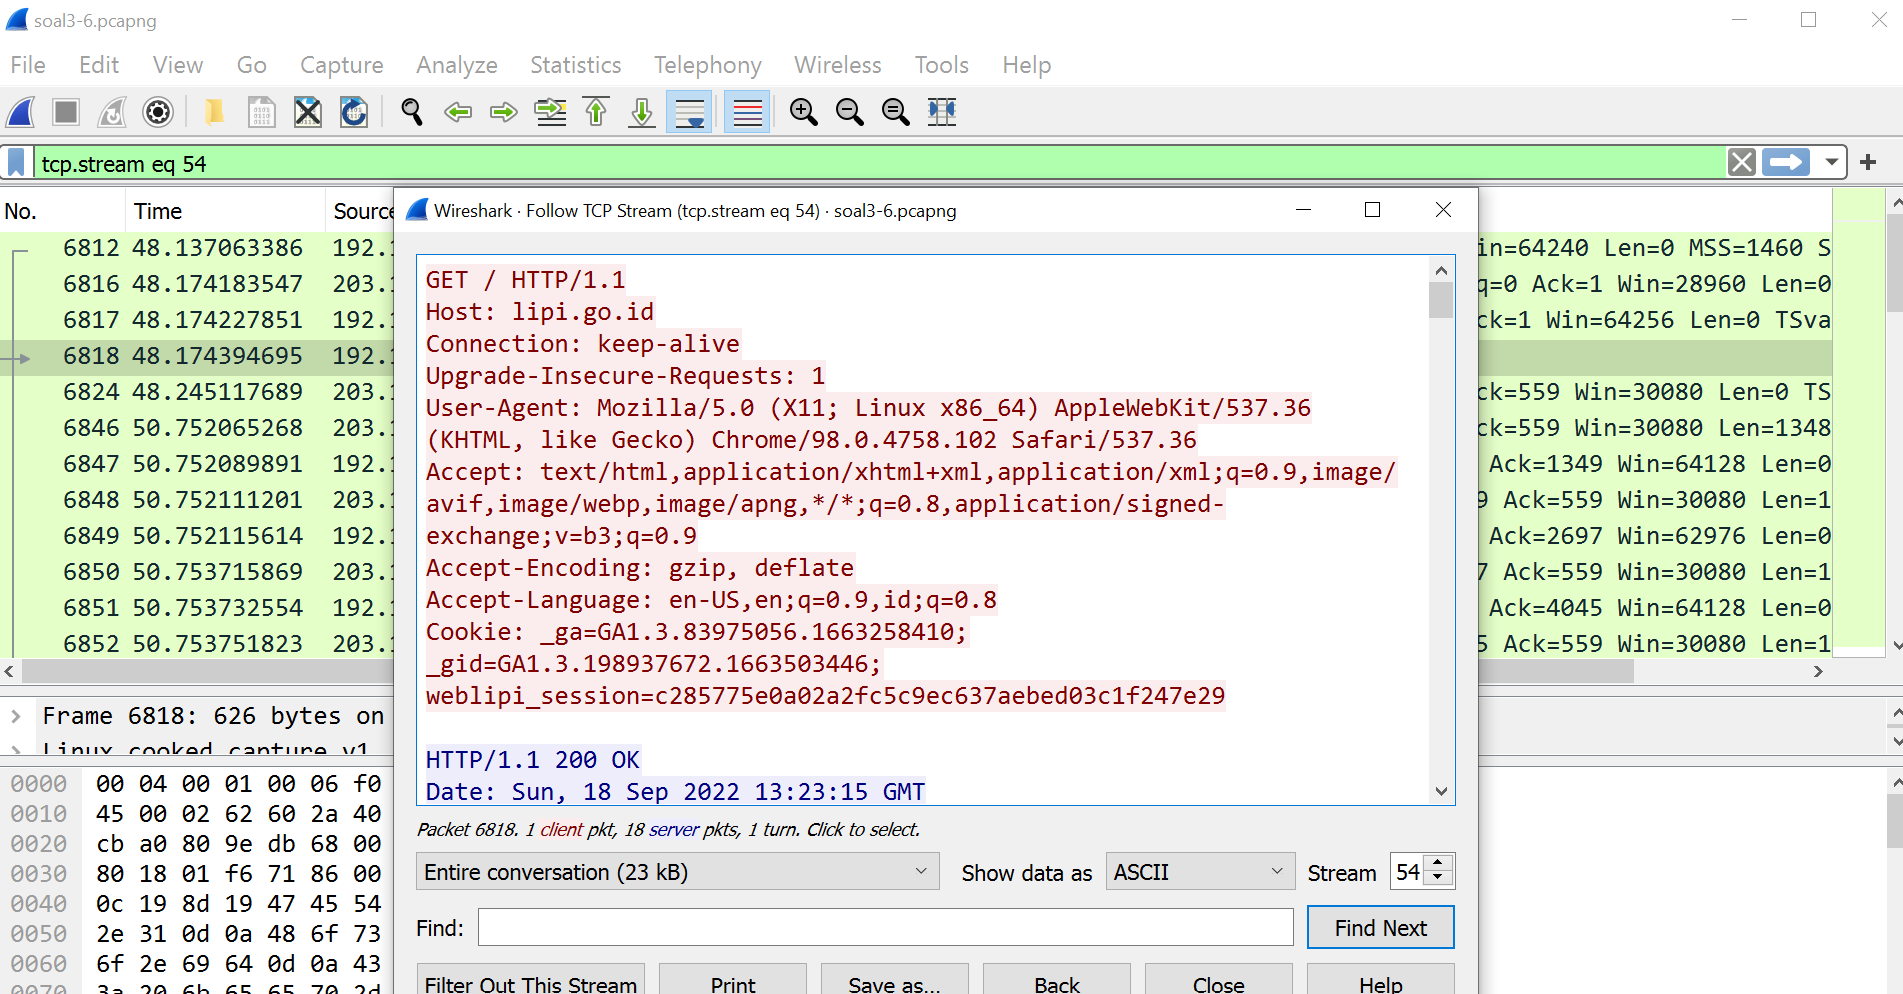 soal3-6.pcapng
File Edit View Go Capture Analyze Statistics Telephony Wireless Tools Help
tcp.stream eq 54
No. Time Source
Wireshark · Follow TCP Stream (tcp.stream eq 54) · soal3-6.pcapng
6812 48.137063386 192.1
6816 48.174183547 203.1
6817 48.174227851 192.1
6818 48.174394695 192.1
6824 48.245117689 203.1
6846 50.752065268 203.1
6847 50.752089891 192.1
6848 50.752111201 203.1
6849 50.752115614 192.1
6850 50.753715869 203.1
6851 50.753732554 192.1
6852 50.753751823 203.1
in=64240 Len=0 MSS=1460 S
q=0 Ack=1 Win=28960 Len=0
ck=1 Win=64256 Len=0 TSva
ck=559 Win=30080 Len=0 TS
ck=559 Win=30080 Len=1348
Ack=1349 Win=64128 Len=0
9 Ack=559 Win=30080 Len=1
Ack=2697 Win=62976 Len=0
7 Ack=559 Win=30080 Len=1
Ack=4045 Win=64128 Len=0
5 Ack=559 Win=30080 Len=1
GET / HTTP/1.1
Host: lipi.go.id
Connection: keep-alive
Upgrade-Insecure-Requests: 1
User-Agent: Mozilla/5.0 (X11; Linux x86_64) AppleWebKit/537.36
(KHTML, like Gecko) Chrome/98.0.4758.102 Safari/537.36
Accept: text/html,application/xhtml+xml,application/xml;q=0.9,image/
avif,image/webp,image/apng,*/*;q=0.8,application/signed-
exchange;v=b3;q=0.9
Accept-Encoding: gzip, deflate
Accept-Language: en-US,en;q=0.9,id;q=0.8
Cookie: _ga=GA1.3.83975056.1663258410;
_gid=GA1.3.198937672.1663503446;
weblipi_session=c285775e0a02a2fc5c9ec637aebed03c1f247e29
HTTP/1.1 200 OK
Date: Sun, 18 Sep 2022 13:23:15 GMT
Packet 6818. 1 client pkt, 18 server pkts, 1 turn. Click to select.
Entire conversation (23 kB) Show data as ASCII Stream 54
Find: Find Next
Filter Out This Stream Print Save as... Back Close Help
Frame 6818: 626 bytes on
Linux cooked capture v1
0000 00 04 00 01 00 06 f0
0010 45 00 02 62 60 2a 40
0020 cb a0 80 9e db 68 00
0030 80 18 01 f6 71 86 00
0040 0c 19 8d 19 47 45 54
0050 2e 31 0d 0a 48 6f 73
0060 6f 2e 69 64 0d 0a 43
0070 3a 20 6b 65 65 70 2d